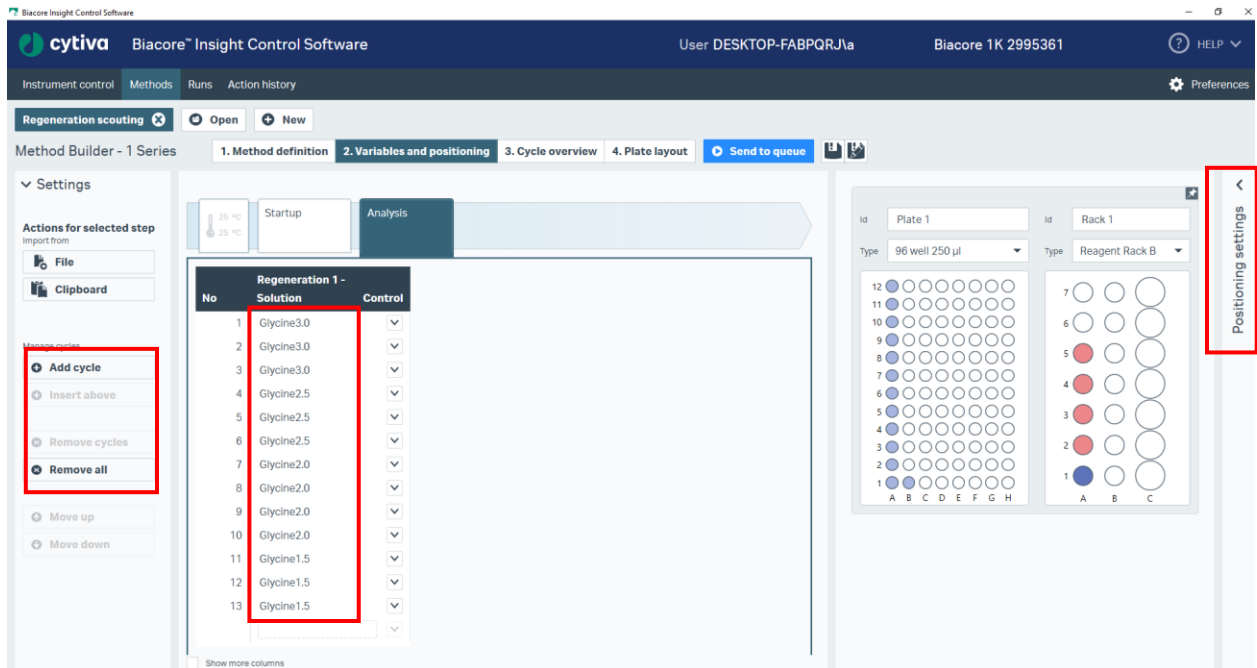 Biacore Insight Control Software
cytiva Biacore™ Insight Control Software User DESKTOP-FABPQRJ\a Biacore 1K 2995361 ? HELP
Instrument control Methods Runs Action history Preferences
Regeneration scouting Open New
Method Builder - 1 Series 1. Method definition 2. Variables and positioning 3. Cycle overview 4. Plate layout Send to queue
Settings
Actions for selected step
Import from
File
Clipboard
Manage cycles
Add cycle
Insert above
Remove cycles
Remove all
Move up
Move down
25 °C
25 °C
Startup
Analysis
No Regeneration 1 - Solution Control
1 Glycine3.0
2 Glycine3.0
3 Glycine3.0
4 Glycine2.5
5 Glycine2.5
6 Glycine2.5
7 Glycine2.0
8 Glycine2.0
9 Glycine2.0
10 Glycine2.0
11 Glycine1.5
12 Glycine1.5
13 Glycine1.5
Show more columns
Id Plate 1
Type 96 well 250 µl
12
11
10
9
8
7
6
5
4
3
2
1
A B C D E F G H
Id Rack 1
Type Reagent Rack B
7
6
5
4
3
2
1
A B C
Positioning settings